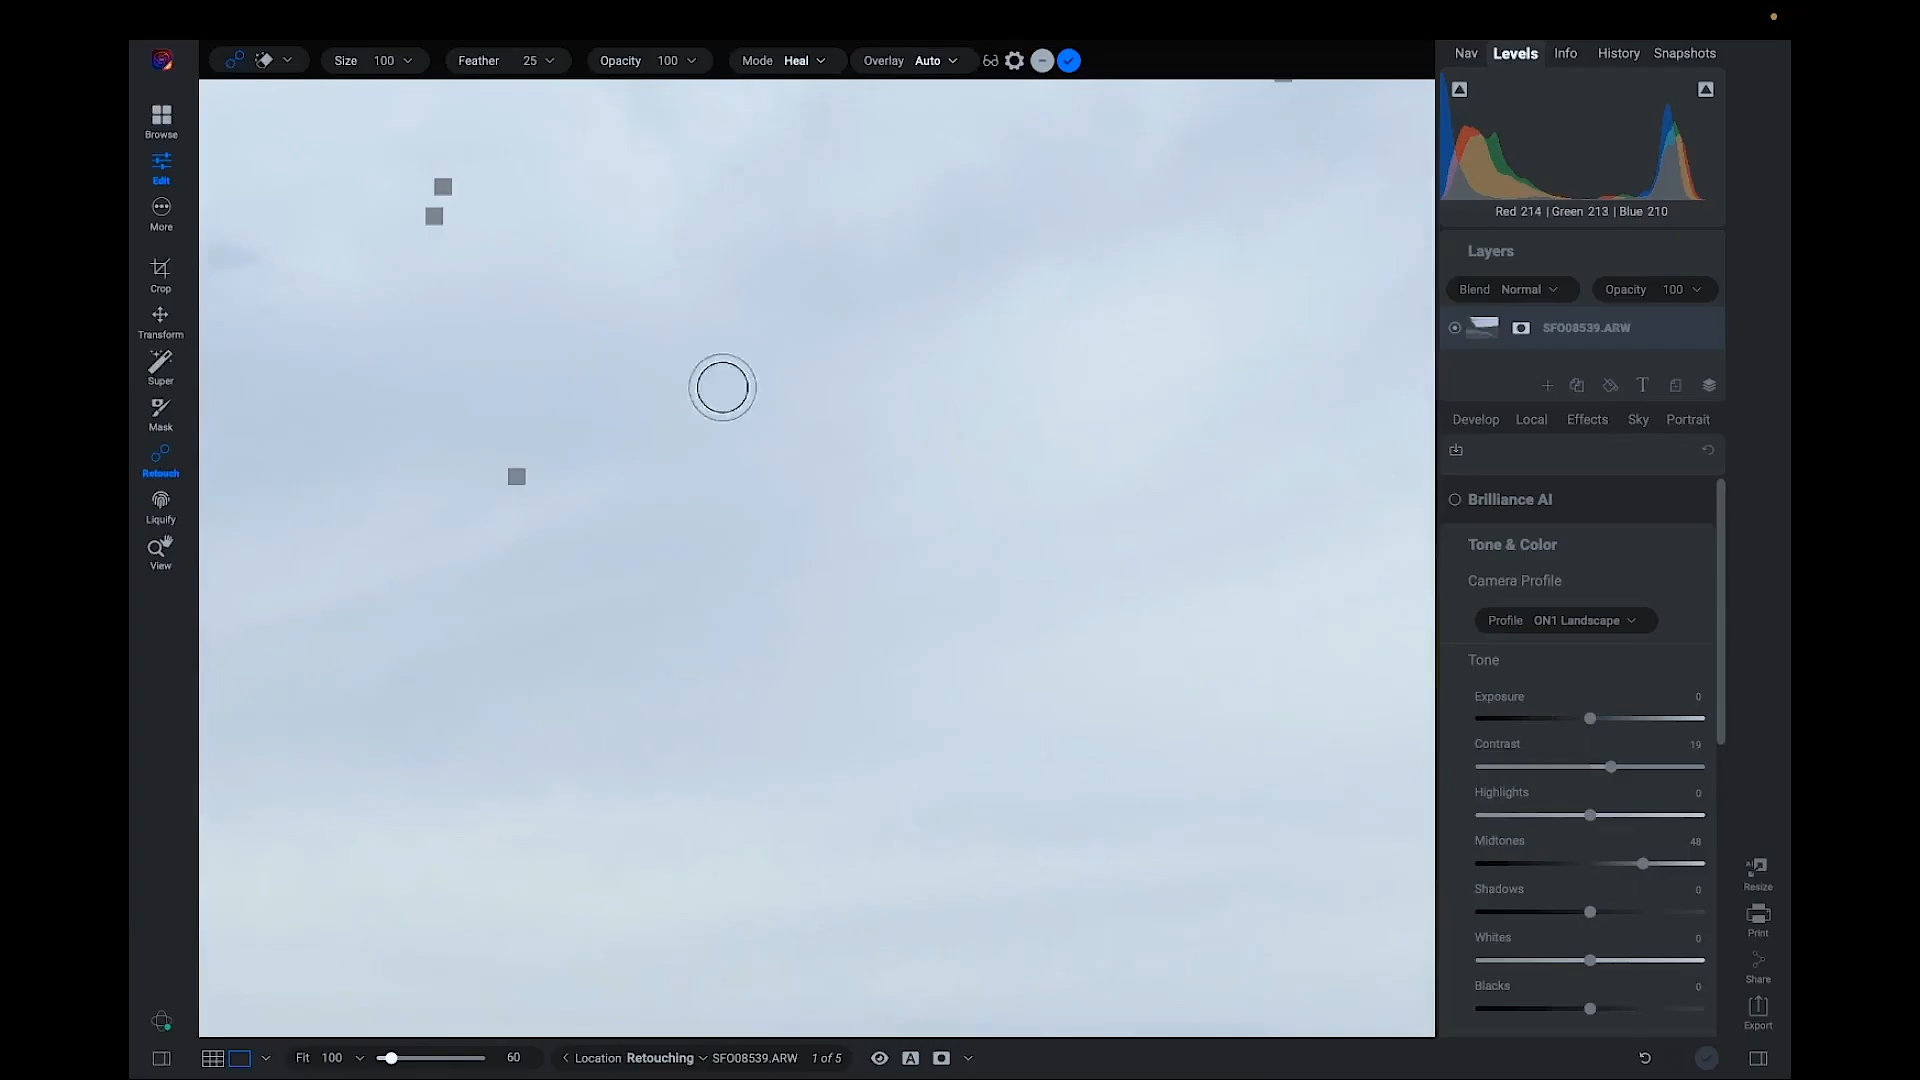 Size 100
Feather 25
Opacity 100
Mode Heal
Overlay Auto
Nav Levels Info History Snapshots
Browse
Edit
More
Crop
Transform
Super
Mask
Retouch
Liquify
View
Red 214 | Green 213 | Blue 210
Layers
Blend Normal
Opacity 100
SFO08539.ARW
Develop Local Effects Sky Portrait
Brilliance AI
Tone & Color
Camera Profile
Profile ON1 Landscape
Tone
Exposure 0
Contrast 19
Highlights 0
Midtones 48
Shadows 0
Whites 0
Blacks 0
Resize
Print
Share
Export
Fit 100 60
Location Retouching SFO08539.ARW 1 of 5
A